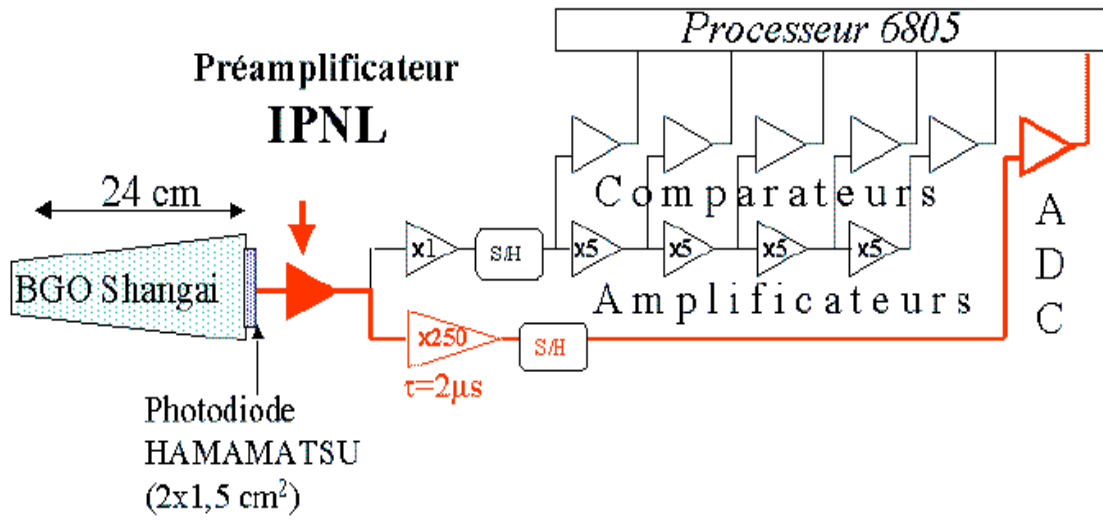 Processeur 6805
Préamplificateur
IPNL
24 cm
Comparateurs
x1
S/H
x5
x5
x5
x5
BGO Shangai
Amplificateurs
A
D
C
x250
S/H
τ=2µs
Photodiode
HAMAMATSU
(2x1,5 cm²)